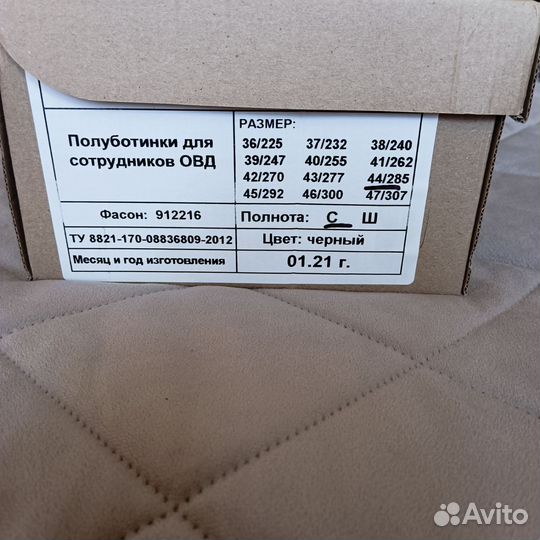 Полуботинки для
сотрудников ОВД
РАЗМЕР:
36/225 37/232 38/240
39/247 40/255 41/262
42/270 43/277 44/285
45/292 46/300 47/307
Фасон: 912216
Полнота: С Ш
ТУ 8821-170-08836809-2012
Цвет: черный
Месяц и год изготовления
01.21 г.
Avito